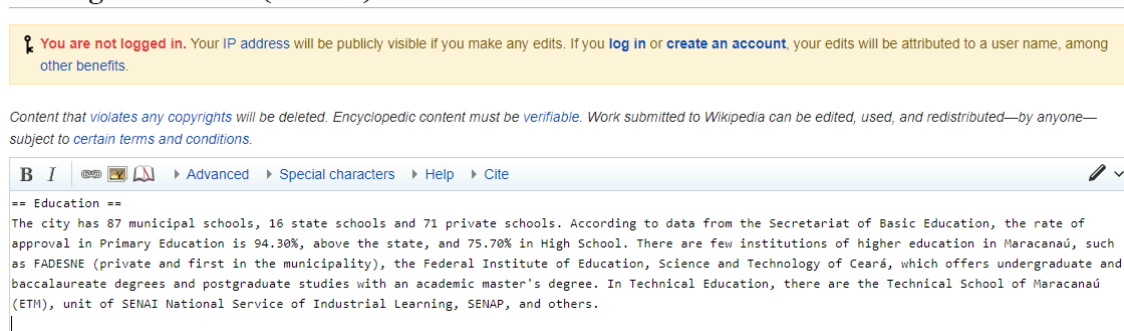 You are not logged in. Your IP address will be publicly visible if you make any edits. If you log in or create an account, your edits will be attributed to a user name, among
other benefits.
Content that violates any copyrights will be deleted. Encyclopedic content must be verifiable. Work submitted to Wikipedia can be edited, used, and redistributed—by anyone—
subject to certain terms and conditions.
B I Advanced Special characters Help Cite
== Education ==
The city has 87 municipal schools, 16 state schools and 71 private schools. According to data from the Secretariat of Basic Education, the rate of
approval in Primary Education is 94.30%, above the state, and 75.70% in High School. There are few institutions of higher education in Maracanaú, such
as FADESNE (private and first in the municipality), the Federal Institute of Education, Science and Technology of Ceará, which offers undergraduate and
baccalaureate degrees and postgraduate studies with an academic master's degree. In Technical Education, there are the Technical School of Maracanaú
(ETM), unit of SENAI National Service of Industrial Learning, SENAP, and others.